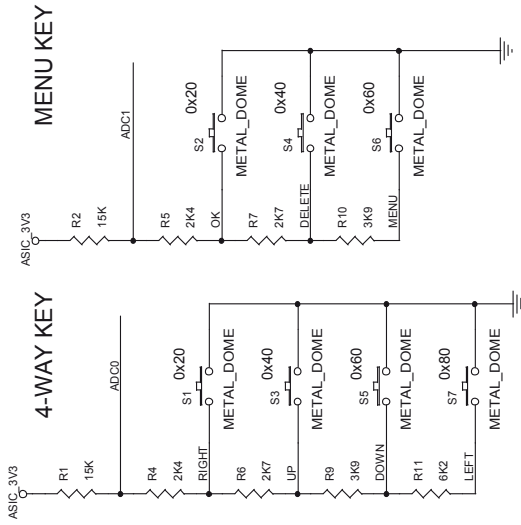 MENU KEY
ASIC_3V3
R2
15K
ADC1
R5
2K4
OK
S2
0x20
METAL_DOME
R7
2K7
DELETE
S4
0x40
METAL_DOME
R10
3K9
MENU
S6
0x60
METAL_DOME
4-WAY KEY
ASIC_3V3
R1
15K
ADC0
R4
2K4
RIGHT
S1
0x20
METAL_DOME
R6
2K7
UP
S3
0x40
METAL_DOME
R9
3K9
DOWN
S5
0x60
METAL_DOME
R11
6K2
LEFT
S7
0x80
METAL_DOME